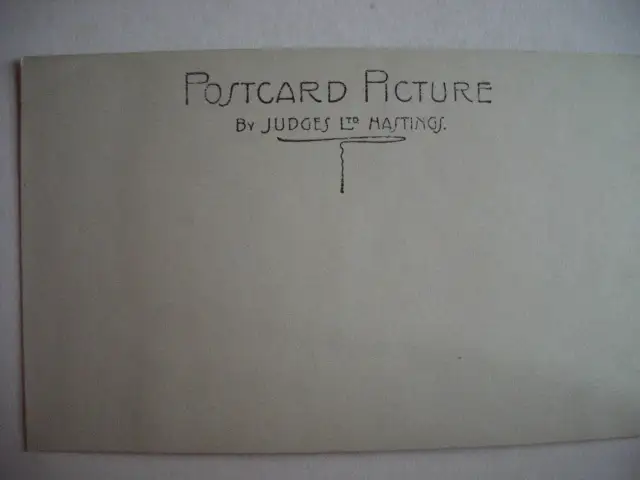 POSTCARD PICTURE
BY JUDGES LTD HASTINGS.